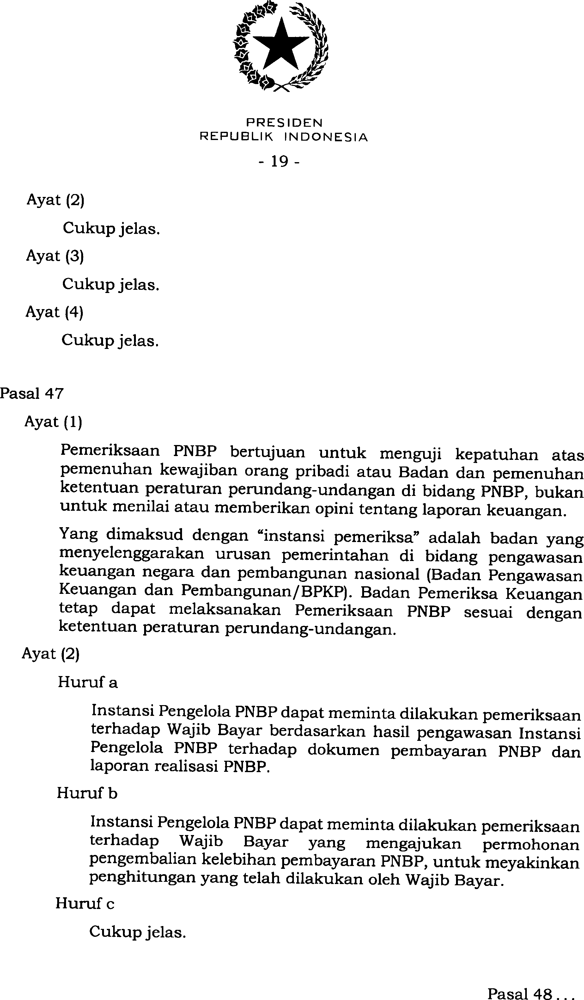 PRESIDEN
REPUBLIK INDONESIA
- 19 -
Ayat (2)
Cukup jelas.
Ayat (3)
Cukup jelas.
Ayat (4)
Cukup jelas.
Pasal 47
Ayat (1)
Pemeriksaan PNBP bertujuan untuk menguji kepatuhan atas
pemenuhan kewajiban orang pribadi atau Badan dan pemenuhan
ketentuan peraturan perundang-undangan di bidang PNBP, bukan
untuk menilai atau memberikan opini tentang laporan keuangan.
Yang dimaksud dengan “instansi pemeriksa” adalah badan yang
menyelenggarakan urusan pemerintahan di bidang pengawasan
keuangan negara dan pembangunan nasional (Badan Pengawasan
Keuangan dan Pembangunan/BPKP). Badan Pemeriksa Keuangan
tetap dapat melaksanakan Pemeriksaan PNBP sesuai dengan
ketentuan peraturan perundang-undangan.
Ayat (2)
Huruf a
Instansi Pengelola PNBP dapat meminta dilakukan pemeriksaan
terhadap Wajib Bayar berdasarkan hasil pengawasan Instansi
Pengelola PNBP terhadap dokumen pembayaran PNBP dan
laporan realisasi PNBP.
Huruf b
Instansi Pengelola PNBP dapat meminta dilakukan pemeriksaan
terhadap Wajib Bayar yang mengajukan permohonan
pengembalian kelebihan pembayaran PNBP, untuk meyakinkan
penghitungan yang telah dilakukan oleh Wajib Bayar.
Huruf c
Cukup jelas.
Pasal 48 . . .